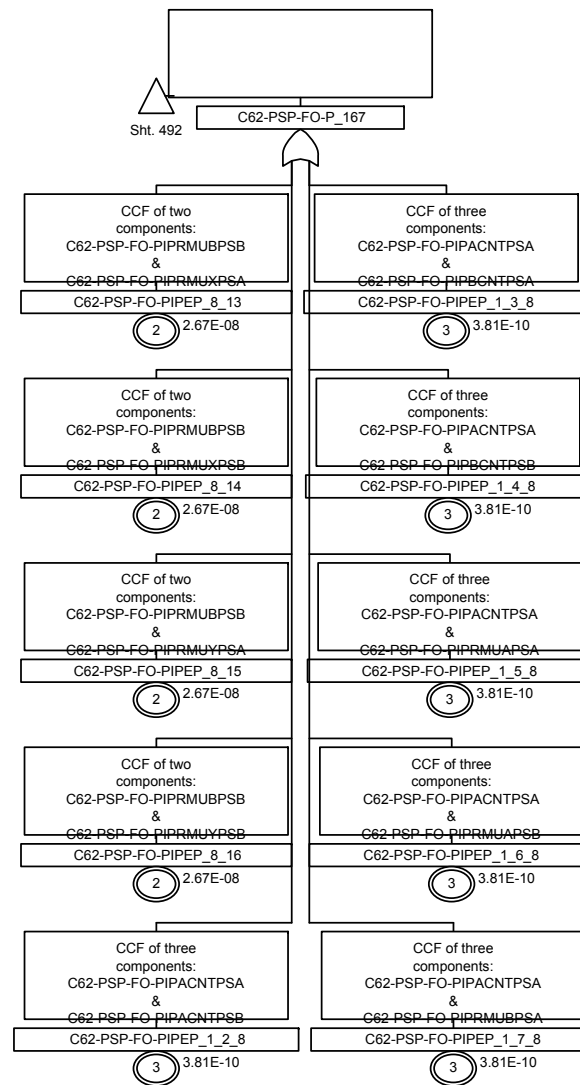 Sht. 492
C62-PSP-FO-P_167
CCF of two
components:
C62-PSP-FO-PIPRMUBPSB
&
C62-PSP-FO-PIPRMUXPSA
C62-PSP-FO-PIPEP_8_13
2
2.67E-08
CCF of three
components:
C62-PSP-FO-PIPACNTPSA
&
C62-PSP-FO-PIPBCNTPSA
C62-PSP-FO-PIPEP_1_3_8
3
3.81E-10
CCF of two
components:
C62-PSP-FO-PIPRMUBPSB
&
C62-PSP-FO-PIPRMUXPSB
C62-PSP-FO-PIPEP_8_14
2
2.67E-08
CCF of three
components:
C62-PSP-FO-PIPACNTPSA
&
C62-PSP-FO-PIPBCNTPSB
C62-PSP-FO-PIPEP_1_4_8
3
3.81E-10
CCF of two
components:
C62-PSP-FO-PIPRMUBPSB
&
C62-PSP-FO-PIPRMUYPSA
C62-PSP-FO-PIPEP_8_15
2
2.67E-08
CCF of three
components:
C62-PSP-FO-PIPACNTPSA
&
C62-PSP-FO-PIPRMUAPSA
C62-PSP-FO-PIPEP_1_5_8
3
3.81E-10
CCF of two
components:
C62-PSP-FO-PIPRMUBPSB
&
C62-PSP-FO-PIPRMUYPSB
C62-PSP-FO-PIPEP_8_16
2
2.67E-08
CCF of three
components:
C62-PSP-FO-PIPACNTPSA
&
C62-PSP-FO-PIPRMUAPSB
C62-PSP-FO-PIPEP_1_6_8
3
3.81E-10
CCF of three
components:
C62-PSP-FO-PIPACNTPSA
&
C62-PSP-FO-PIPACNTPSB
C62-PSP-FO-PIPEP_1_2_8
3
3.81E-10
CCF of three
components:
C62-PSP-FO-PIPACNTPSA
&
C62-PSP-FO-PIPRMUBPSA
C62-PSP-FO-PIPEP_1_7_8
3
3.81E-10